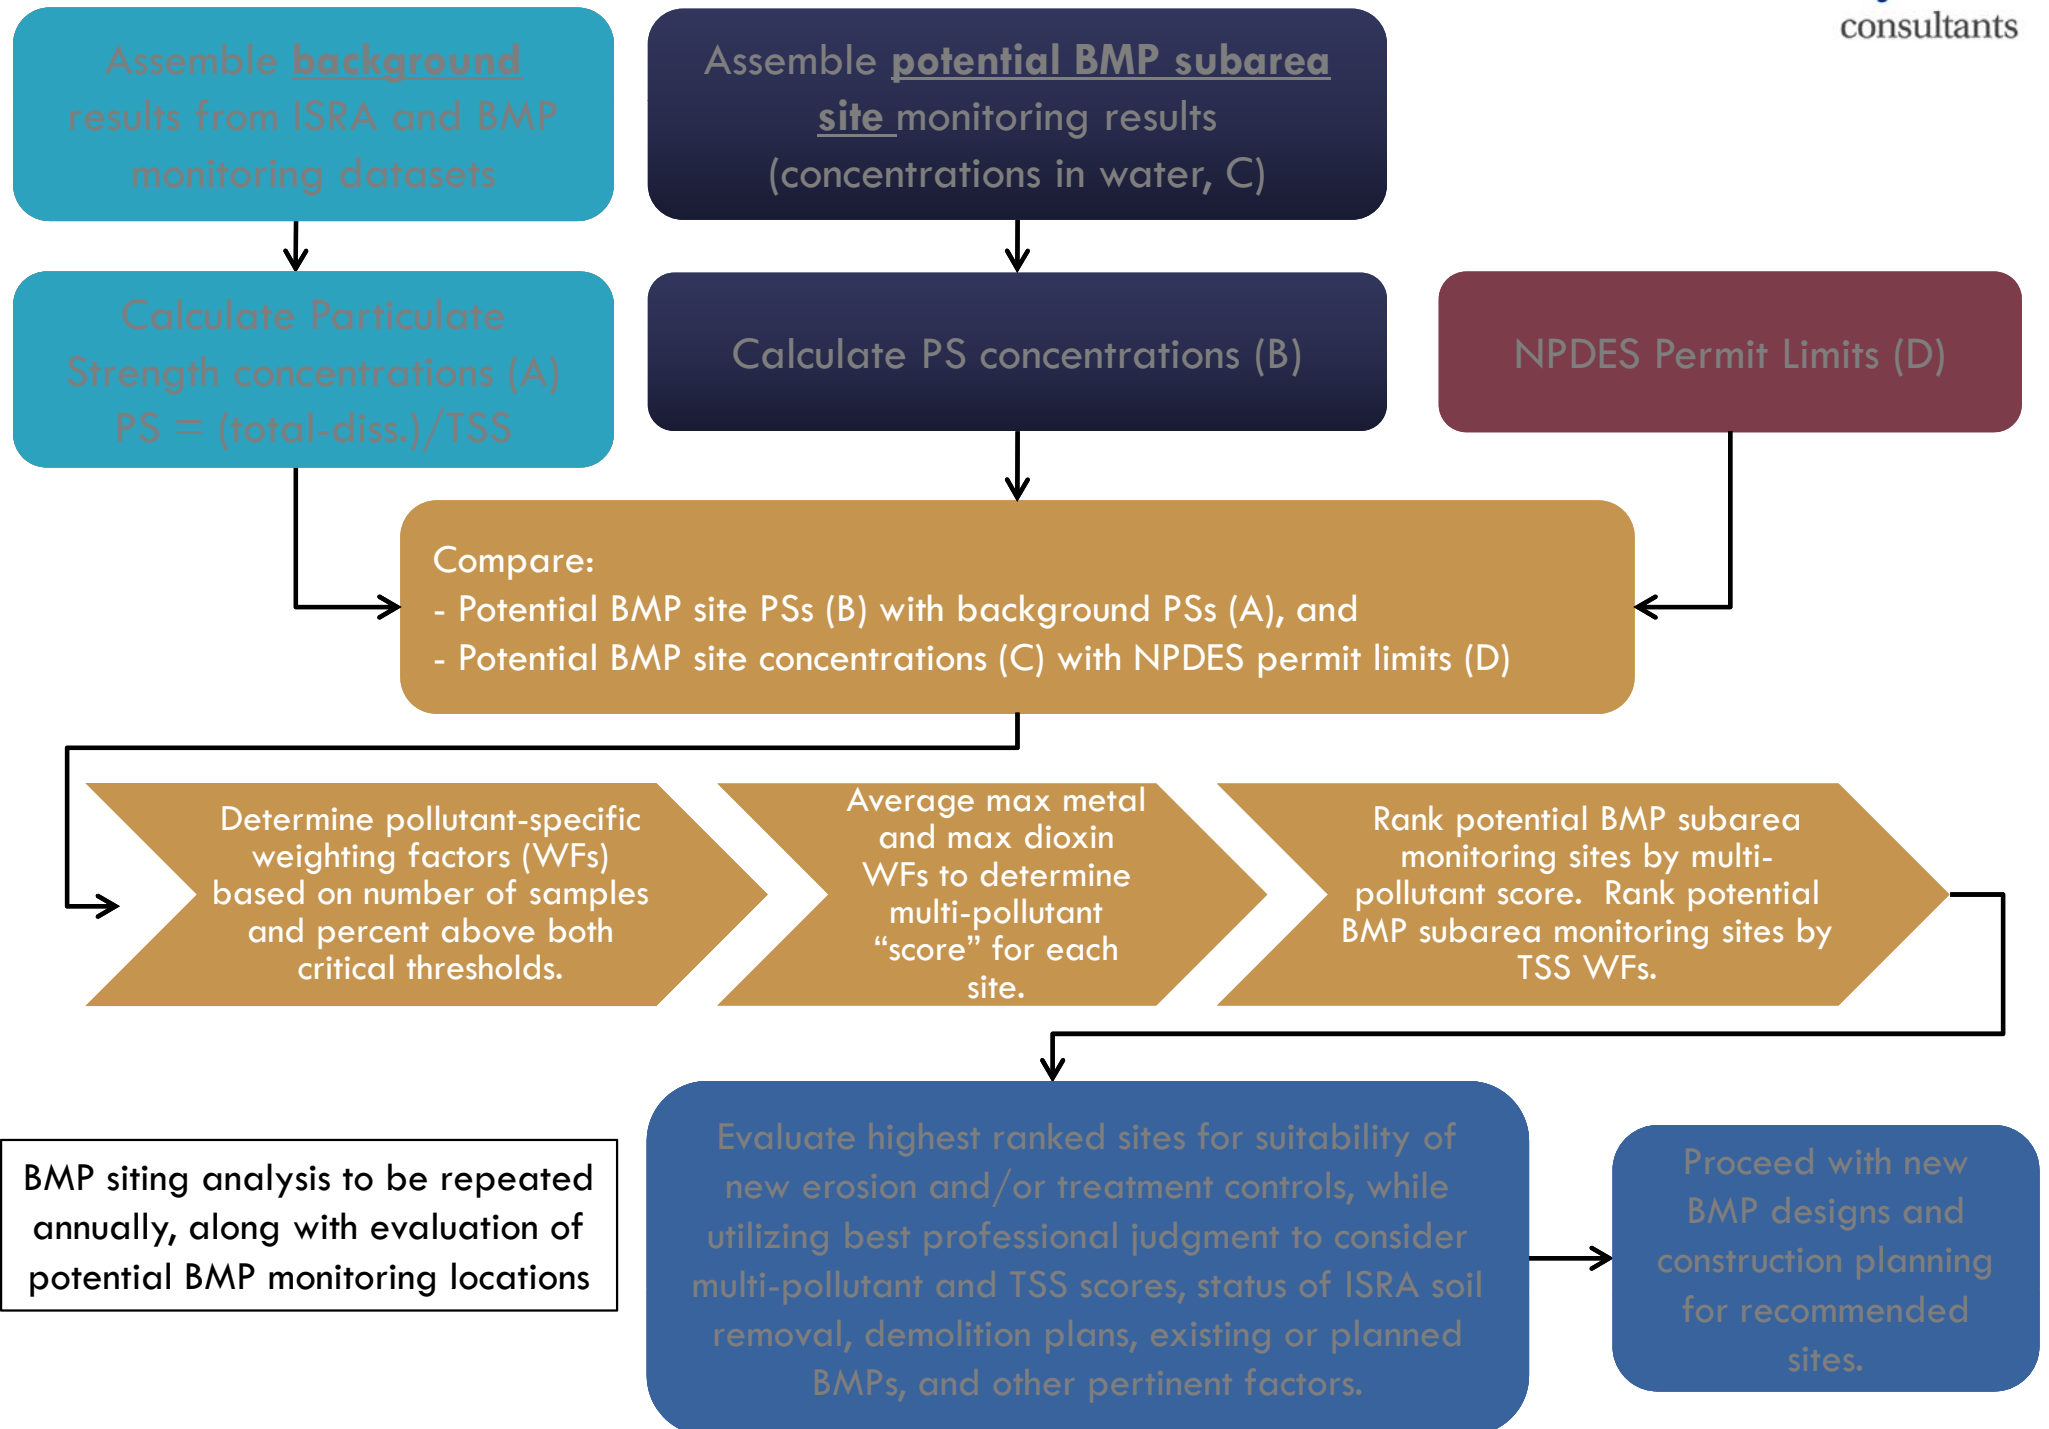 consultants
Assemble background
results from ISRA and BMP
monitoring datasets
Assemble potential BMP subarea
site monitoring results
(concentrations in water, C)
Calculate Particulate
Strength concentrations (A)
PS = (total-diss.)/TSS
Calculate PS concentrations (B)
NPDES Permit Limits (D)
Compare:
- Potential BMP site PSs (B) with background PSs (A), and
- Potential BMP site concentrations (C) with NPDES permit limits (D)
Determine pollutant-specific
weighting factors (WFs)
based on number of samples
and percent above both
critical thresholds.
Average max metal
and max dioxin
WFs to determine
multi-pollutant
“score” for each
site.
Rank potential BMP subarea
monitoring sites by multi-
pollutant score.  Rank potential
BMP subarea monitoring sites by
TSS WFs.
BMP siting analysis to be repeated
annually, along with evaluation of
potential BMP monitoring locations
Evaluate highest ranked sites for suitability of
new erosion and/or treatment controls, while
utilizing best professional judgment to consider
multi-pollutant and TSS scores, status of ISRA soil
removal, demolition plans, existing or planned
BMPs, and other pertinent factors.
Proceed with new
BMP designs and
construction planning
for recommended
sites.